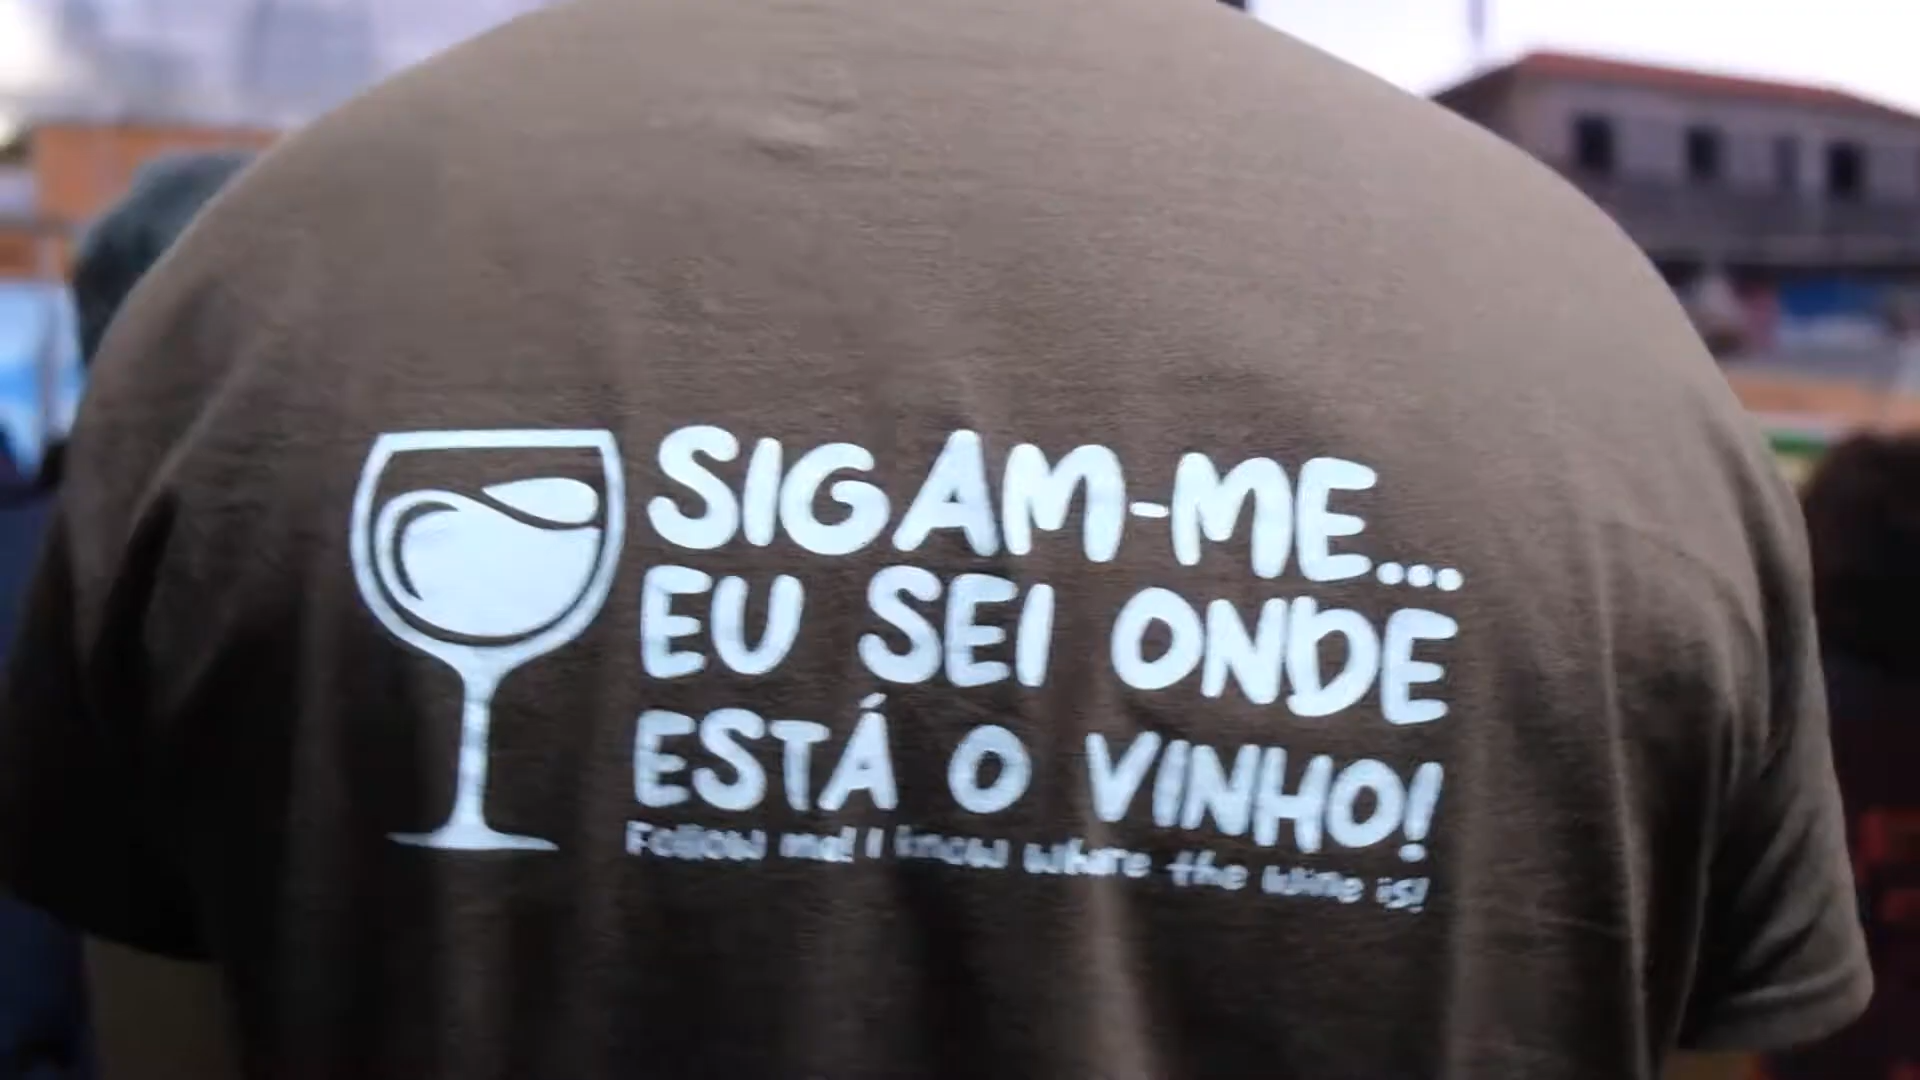 SIGAM-ME...
EU SEI ONDE
ESTÁ O VINHO!
Follow me! I know where the wine is!